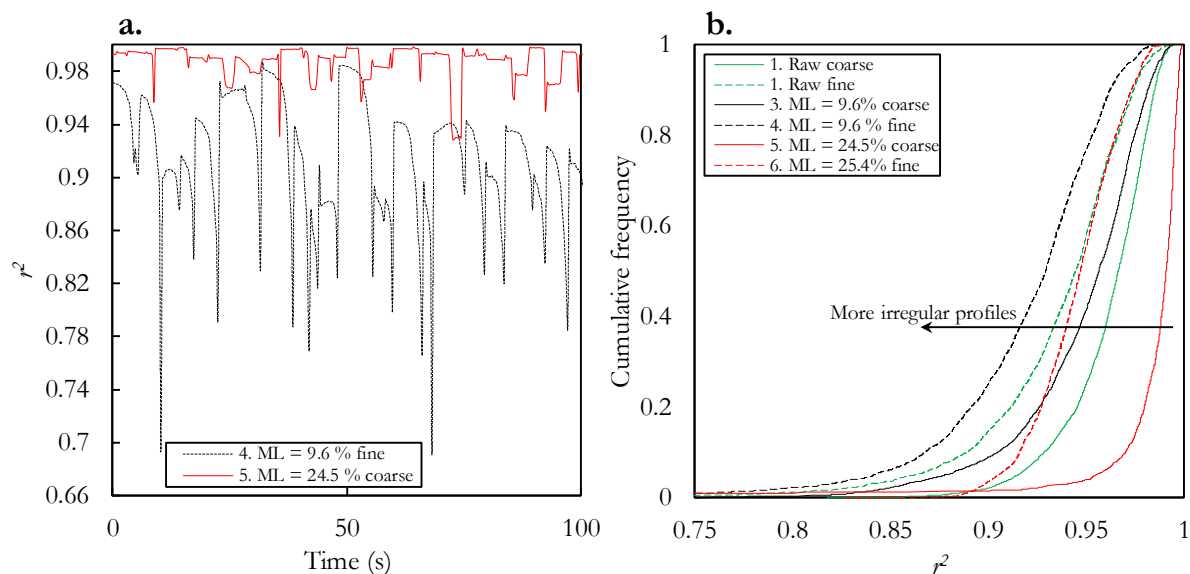 a.
0.98
0.94
0.9
0.86
0.82
0.78
0.74
0.7
0.66
r²
4. ML = 9.6 % fine
5. ML = 24.5 % coarse
0
50
100
Time (s)
b.
1
0.8
0.6
0.4
0.2
0
Cumulative frequency
1. Raw coarse
1. Raw fine
3. ML = 9.6% coarse
4. ML = 9.6 % fine
5. ML = 24.5% coarse
6. ML = 25.4% fine
More irregular profiles
0.75
0.8
0.85
0.9
0.95
1
r²